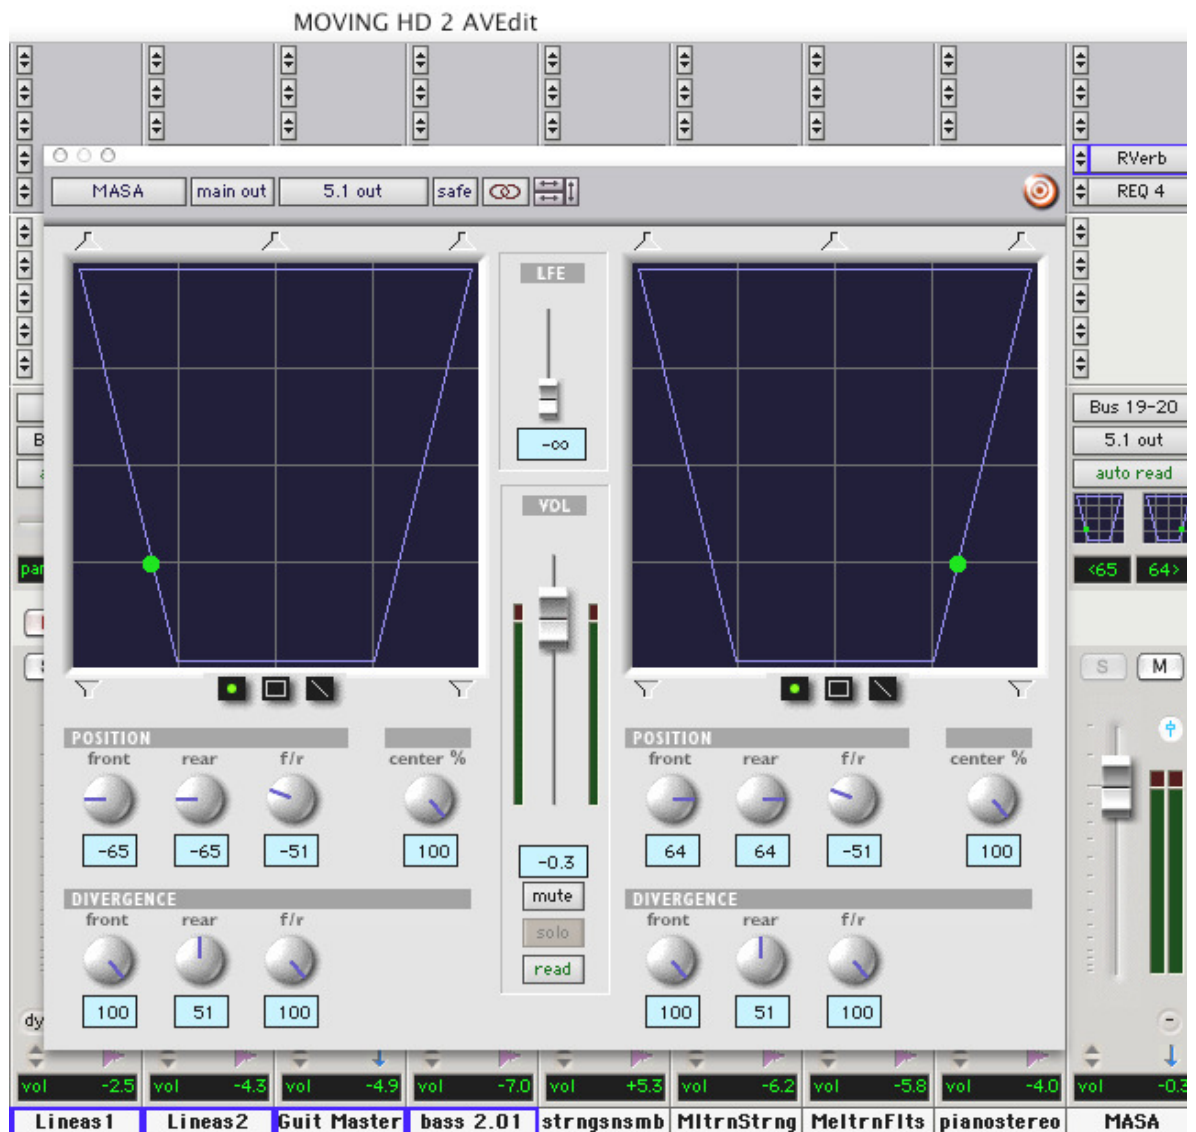 MOVING HD 2 AVEdit
RVerb
REQ 4
MASA main out 5.1 out safe
LFE
-∞
VOL
Bus 19-20
5.1 out
auto read
<65 64>
S M
POSITION
front rear f/r center %
-65 -65 -51 100
DIVERGENCE
front rear f/r
100 51 100
-0.3
mute
solo
read
POSITION
front rear f/r center %
64 64 -51 100
DIVERGENCE
front rear f/r
100 51 100
dy
vol -2.5 vol -4.3 vol -4.9 vol -7.0 vol +5.3 vol -6.2 vol -5.8 vol -4.0 vol -0.3
Lineas1 Lineas2 Guit Master bass 2.01 strngsnsmb MltrnStrng MeltrnFlts pianostereo MASA